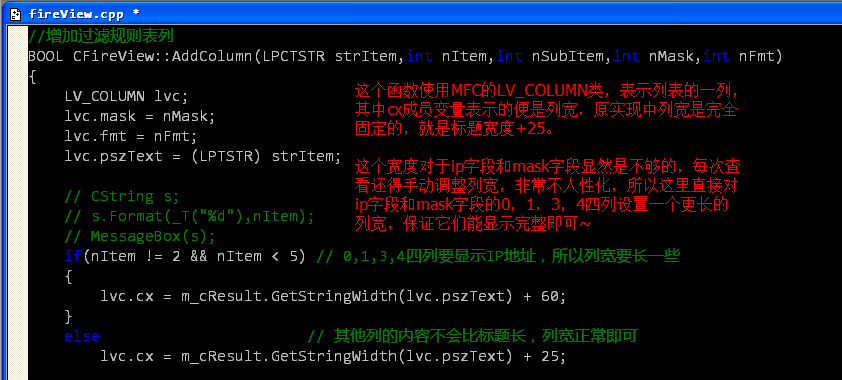 fireView.cpp *
//增加过滤规则表列
BOOL CFireView::AddColumn(LPCTSTR strItem,int nItem,int nSubItem,int nMask,int nFmt)
{
LV_COLUMN lvc;
lvc.mask = nMask;
lvc.fmt = nFmt;
lvc.pszText = (LPTSTR) strItem;
这个函数使用MFC的LV_COLUMN类，表示列表的一列，
其中cx成员变量表示的便是列宽，原实现中列宽是完全
固定的，就是标题宽度+25。
这个宽度对于ip字段和mask字段显然是不够的，每次查
看还得手动调整列宽，非常不人性化，所以这里直接对
ip字段和mask字段的0，1，3，4四列设置一个更长的
列宽，保证它们能显示完整即可~
// CString s;
// s.Format(_T("%d"),nItem);
// MessageBox(s);
if(nItem != 2 && nItem < 5) // 0,1,3,4四列要显示IP地址，所以列宽要长一些
{
lvc.cx = m_cResult.GetStringWidth(lvc.pszText) + 60;
}
else // 其他列的内容不会比标题长，列宽正常即可
lvc.cx = m_cResult.GetStringWidth(lvc.pszText) + 25;